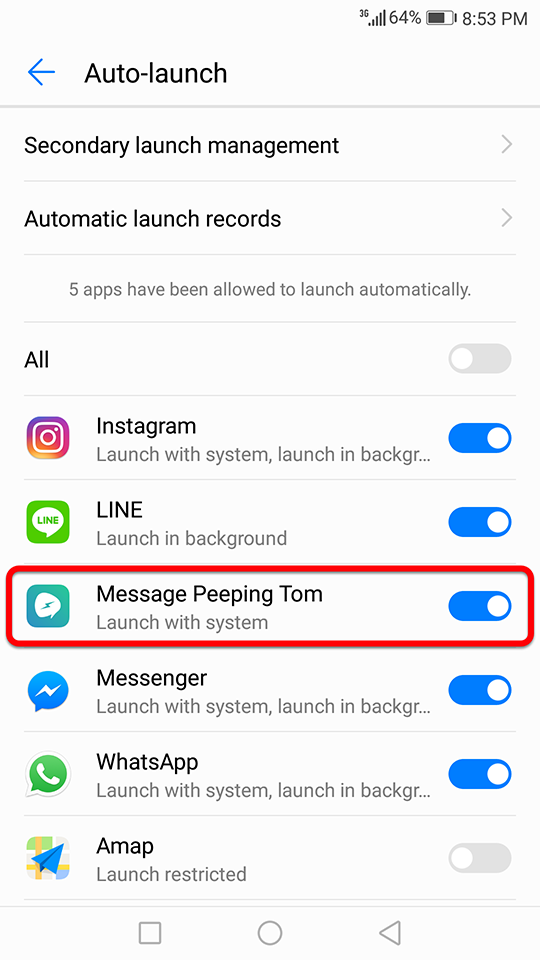 3G 64% 8:53 PM
Auto-launch
Secondary launch management
Automatic launch records
5 apps have been allowed to launch automatically.
All
Instagram
Launch with system, launch in backgr...
LINE
LINE
Launch in background
Message Peeping Tom
Launch with system
Messenger
Launch with system, launch in backgr...
WhatsApp
Launch with system, launch in backgr...
Amap
Launch restricted